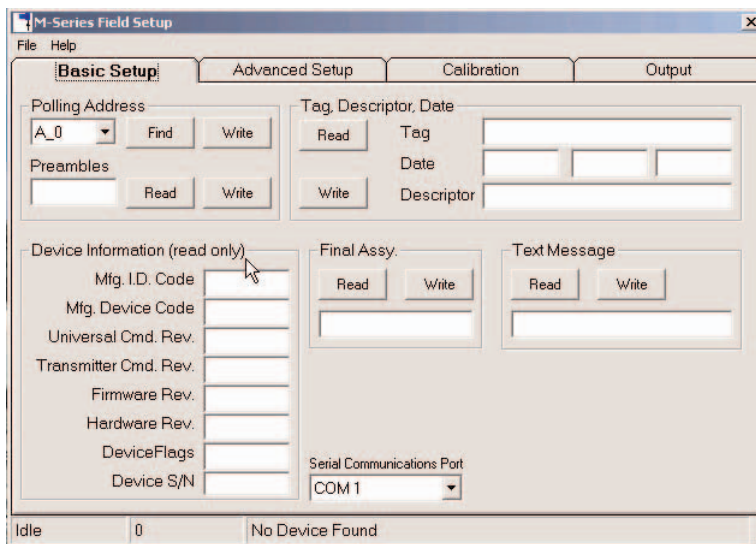 M-Series Field Setup
File Help
Basic Setup
Advanced Setup
Calibration
Output
Polling Address
A_0
Find
Write
Preambles
Read
Write
Tag, Descriptor, Date
Read
Tag
Date
Write
Descriptor
Device Information (read only)
Mfg. I.D. Code
Mfg. Device Code
Universal Cmd. Rev.
Transmitter Cmd. Rev.
Firmware Rev.
Hardware Rev.
DeviceFlags
Device S/N
Final Assy.
Read
Write
Text Message
Read
Write
Serial Communications Port
COM 1
Idle
0
No Device Found